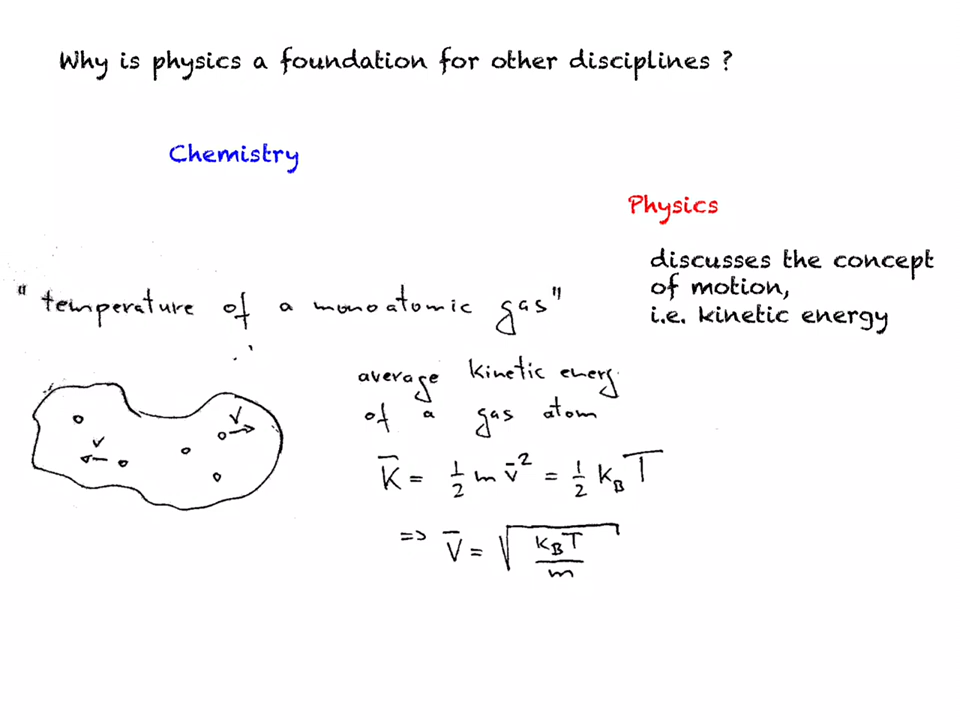 Why is physics a foundation for other disciplines ?
Chemistry
Physics
discusses the concept
of motion,
i.e. kinetic energy
"temperature of a monoatomic gas"
average kinetic energ
of a gas atom
K̄ = ½ m v̄² = ½ k_B T
=> v̄ = √(k_B T / m)
v
v